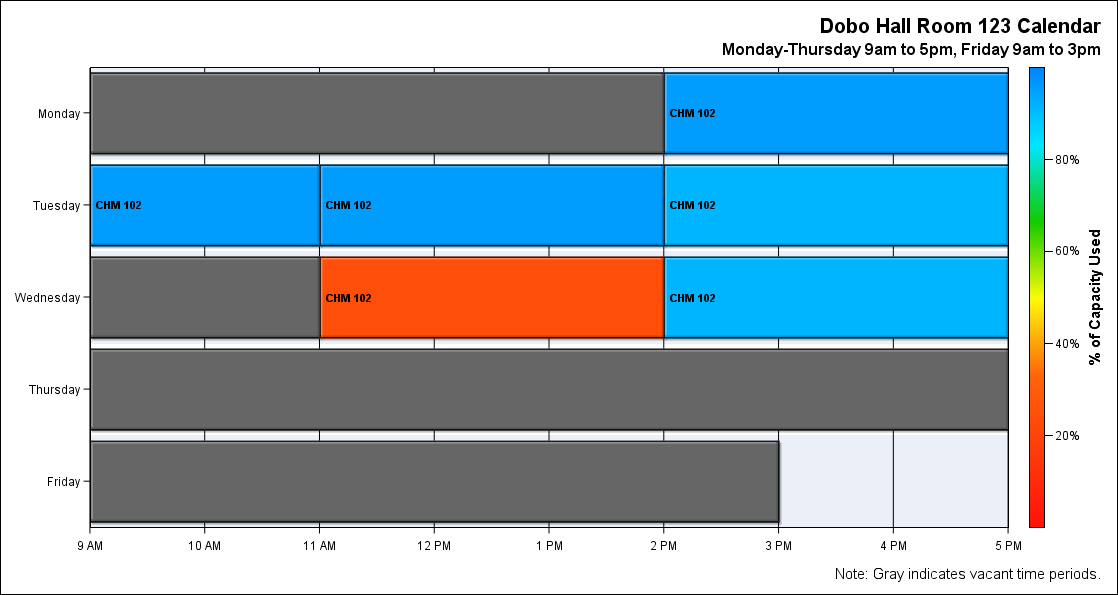 Dobo Hall Room 123 Calendar
Monday-Thursday 9am to 5pm, Friday 9am to 3pm
Monday
CHM 102
Tuesday
CHM 102
CHM 102
CHM 102
Wednesday
CHM 102
CHM 102
Thursday
Friday
9 AM
10 AM
11 AM
12 PM
1 PM
2 PM
3 PM
4 PM
5 PM
80%
60%
40%
20%
% of Capacity Used
Note: Gray indicates vacant time periods.